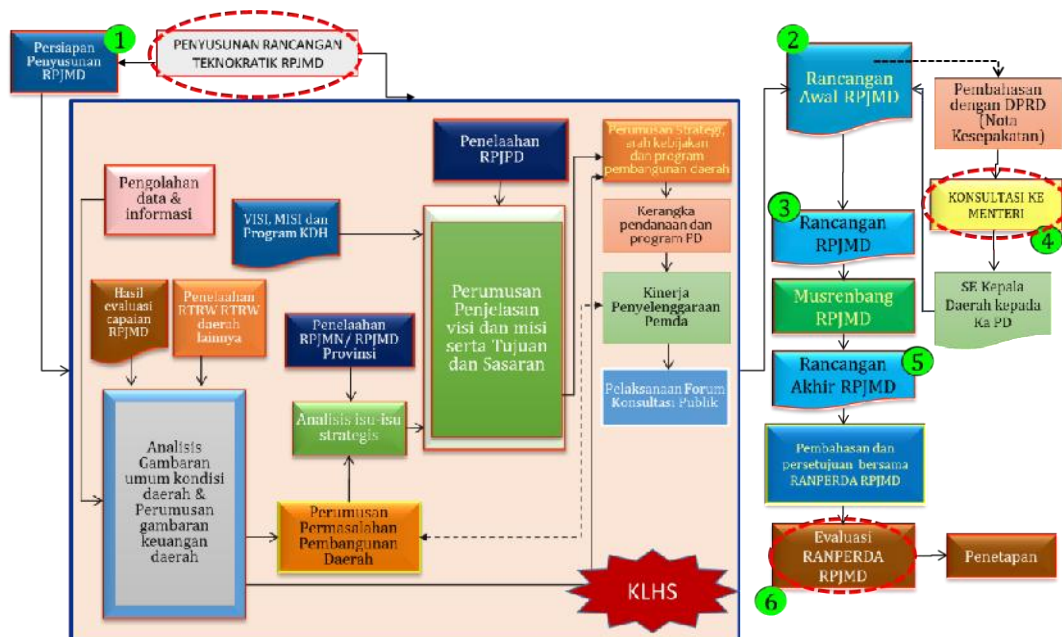 1
Persiapan
Penyusunan
RPJMD
PENYUSUNAN RANCANGAN
TEKNOKRATIK RPJMD
Pengolahan
data &
informasi
VISI, MISI dan
Program KDH
Penelaahan
RPJPD
Perumusan Strategi,
arah kebijakan
dan program
pembangunan daerah
Kerangka
pendanaan dan
program PD
Kinerja
Penyelenggaraan
Pemda
Pelaksanaan Forum
Konsultasi Publik
Hasil
evaluasi
capaian
RPJMD
Penelaahan
RTRW RTRW
daerah
lainnya
Penelaahan
RPJMN/ RPJMD
Provinsi
Perumusan
Penjelasan
visi dan misi
serta Tujuan
dan Sasaran
Analisis isu-isu
strategis
Analisis
Gambaran
umum kondisi
daerah &
Perumusan
gambaran
keuangan
daerah
Perumusan
Permasalahan
Pembangunan
Daerah
KLHS
2
Rancangan
Awal RPJMD
Pembahasan
dengan DPRD
(Nota
Kesepakatan)
KONSULTASI KE
MENTERI
4
SE Kepala
Daerah kepada
Ka PD
3
Rancangan
RPJMD
Musrenbang
RPJMD
Rancangan
Akhir RPJMD
5
Pembahasan dan
persetujuan bersama
RANPERDA RPJMD
Evaluasi
RANPERDA
RPJMD
6
Penetapan